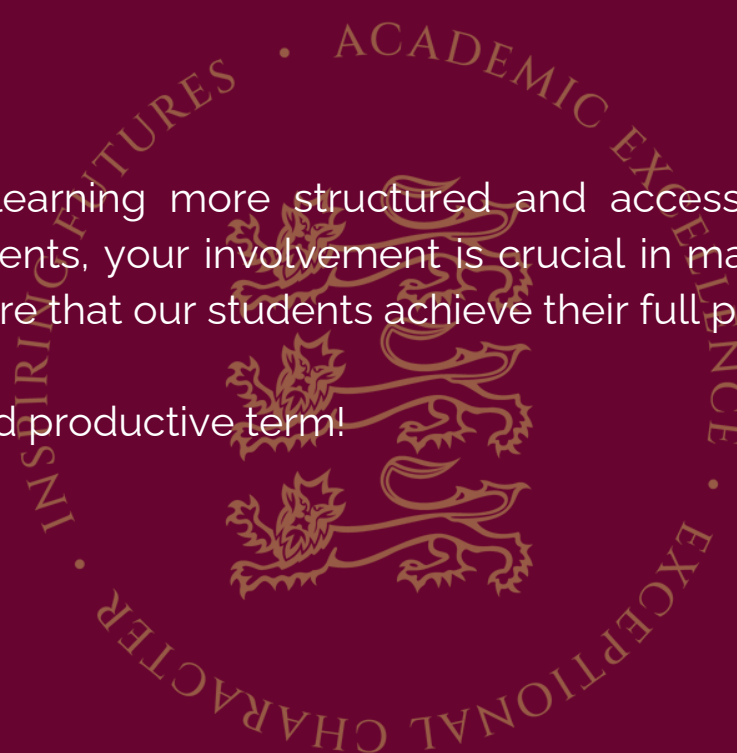 learning more structured and access
ents, your involvement is crucial in ma
re that our students achieve their full p
d productive term!
INSPIRING FUTURES • ACADEMIC EXCELLENCE • EXCEPTIONAL CHARACTER •